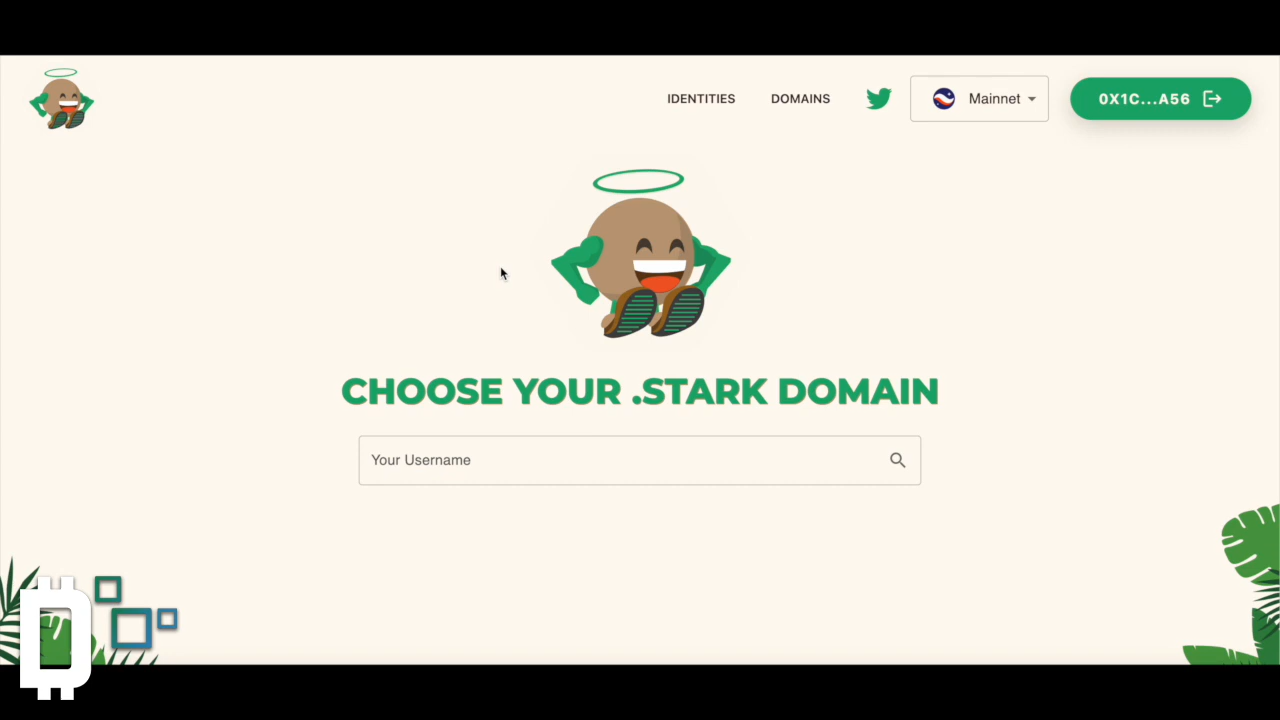 IDENTITIES
DOMAINS
Mainnet
0X1C...A56
CHOOSE YOUR .STARK DOMAIN
Your Username